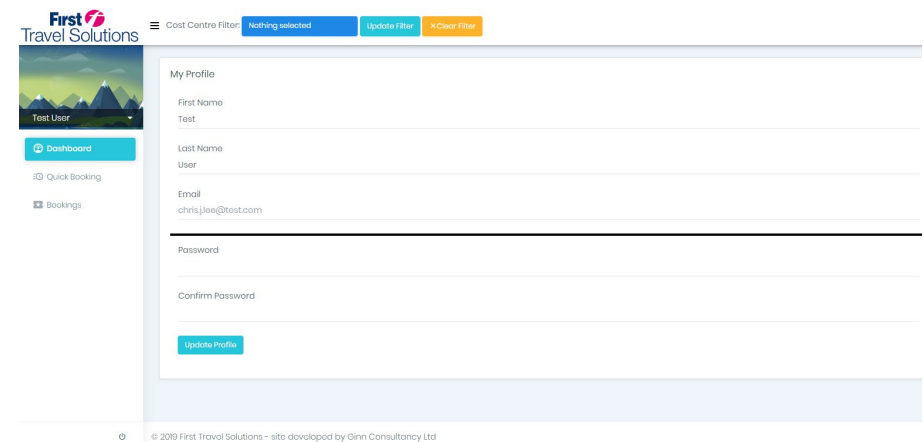 First
Travel Solutions
Cost Centre Filter: Nothing selected Update Filter ×Clear Filter
Test User
Dashboard
Quick Booking
Bookings
My Profile
First Name
Test
Last Name
User
Email
chris.j.lee@test.com
Password
Confirm Password
Update Profile
© 2019 First Travel Solutions - site developed by Ginn Consultancy Ltd